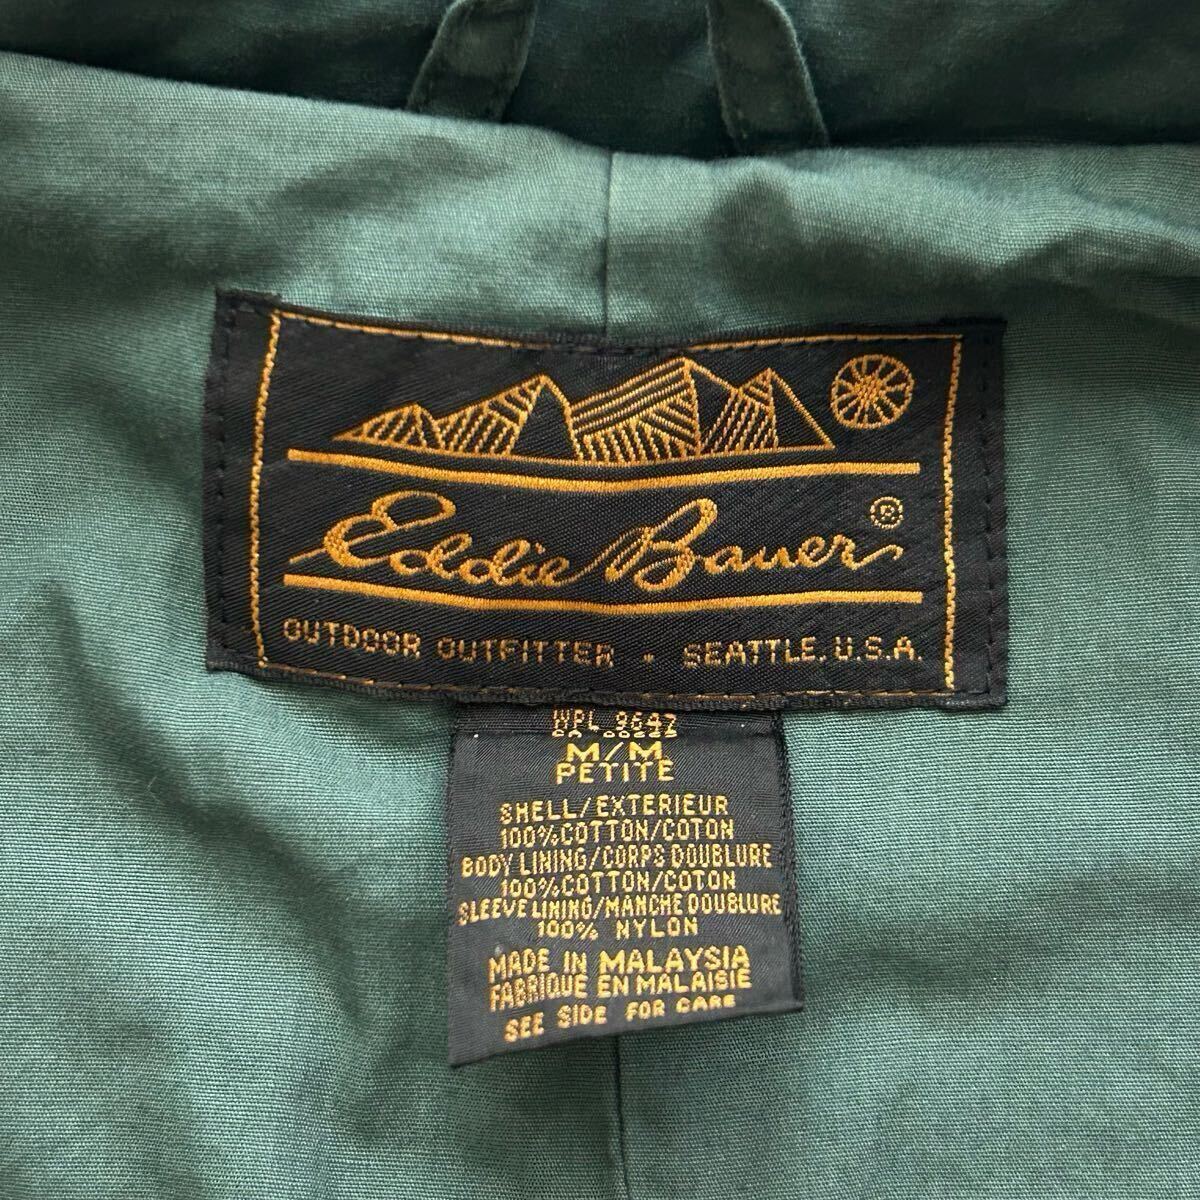 Eddie Bauer®
OUTDOOR OUTFITTER • SEATTLE, U.S.A.
WPL 9647
M/M
PETITE
SHELL/EXTERIEUR
100%COTTON/COTON
BODY LINING/CORPS DOUBLURE
100%COTTON/COTON
SLEEVE LINING/MANCHE DOUBLURE
100% NYLON
MADE IN MALAYSIA
FABRIQUE EN MALAISIE
SEE SIDE FOR CARE